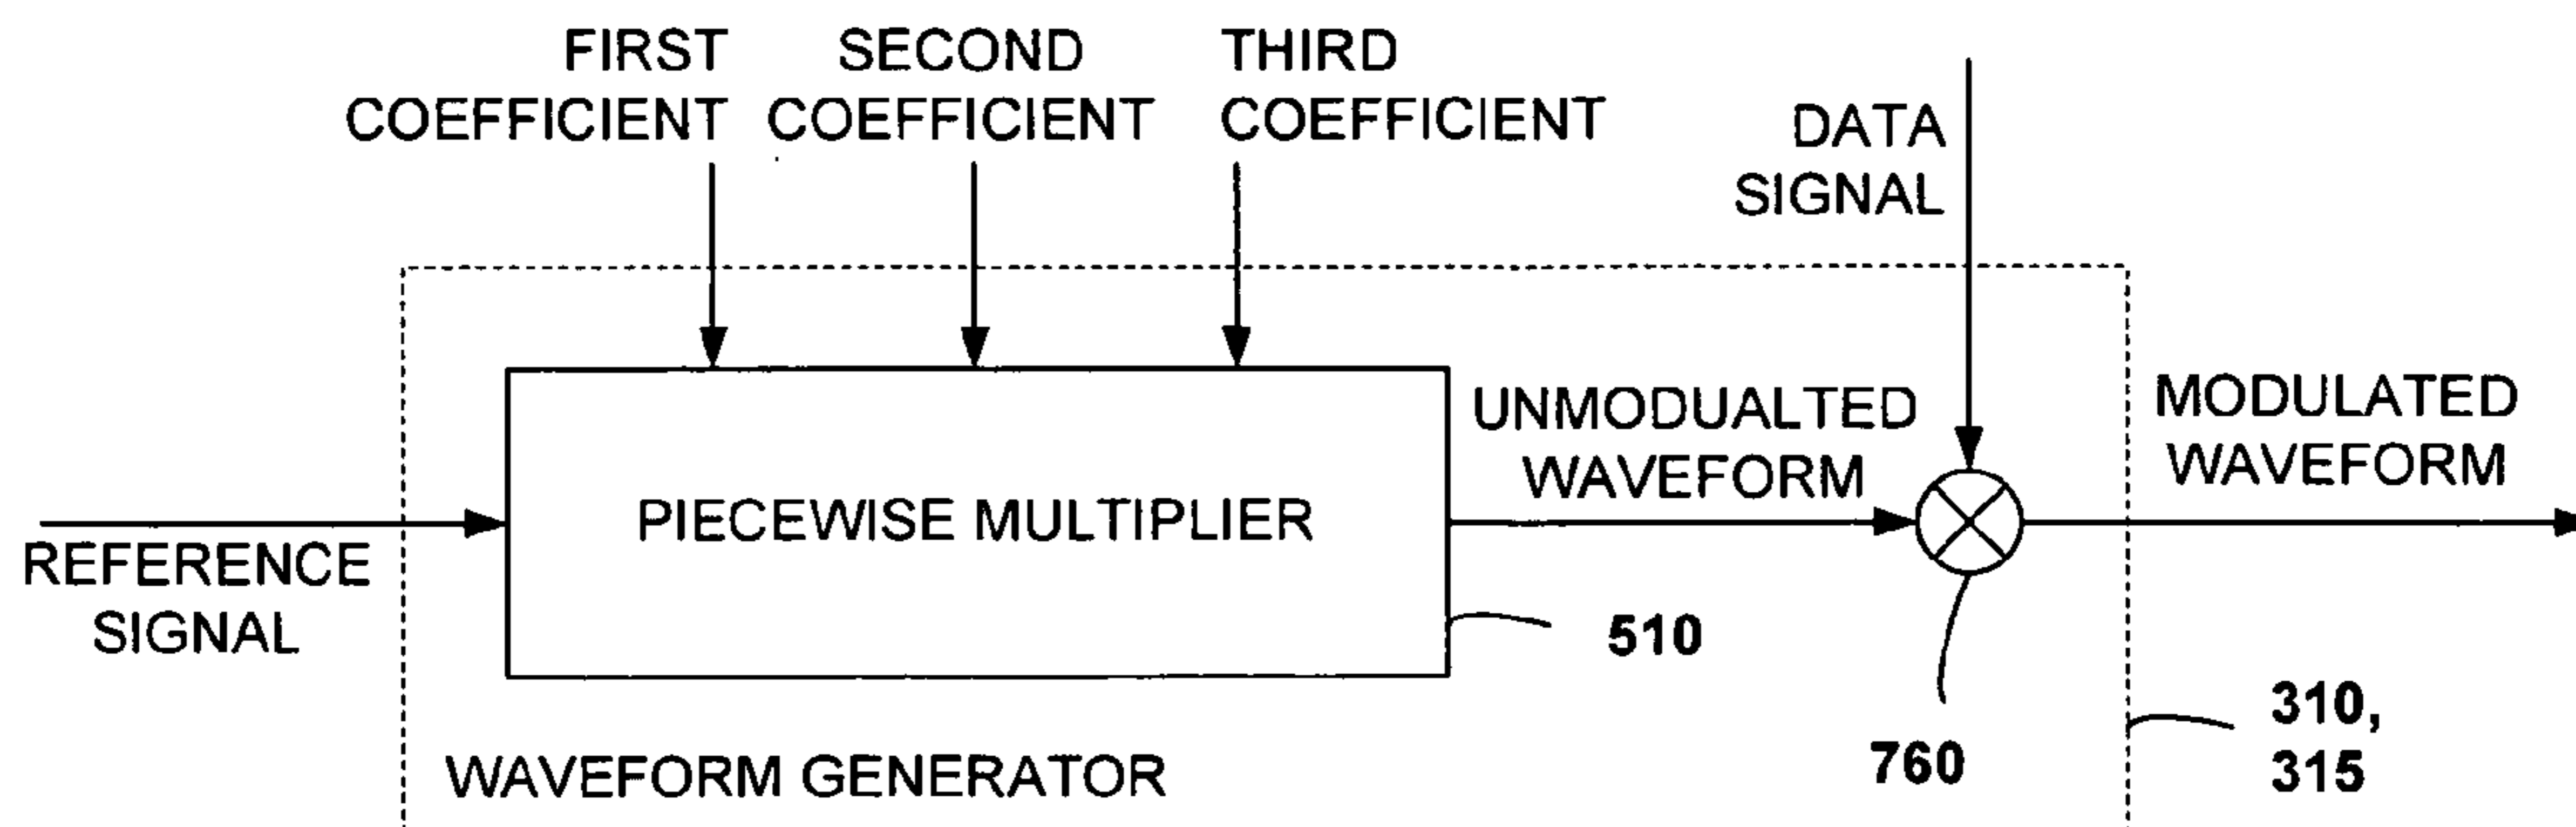 FIRST
COEFFICIENT
SECOND
COEFFICIENT
THIRD
COEFFICIENT
DATA
SIGNAL
REFERENCE
SIGNAL
PIECEWISE MULTIPLIER
UNMODUALTED
WAVEFORM
MODULATED
WAVEFORM
510
760
310,
315
WAVEFORM GENERATOR